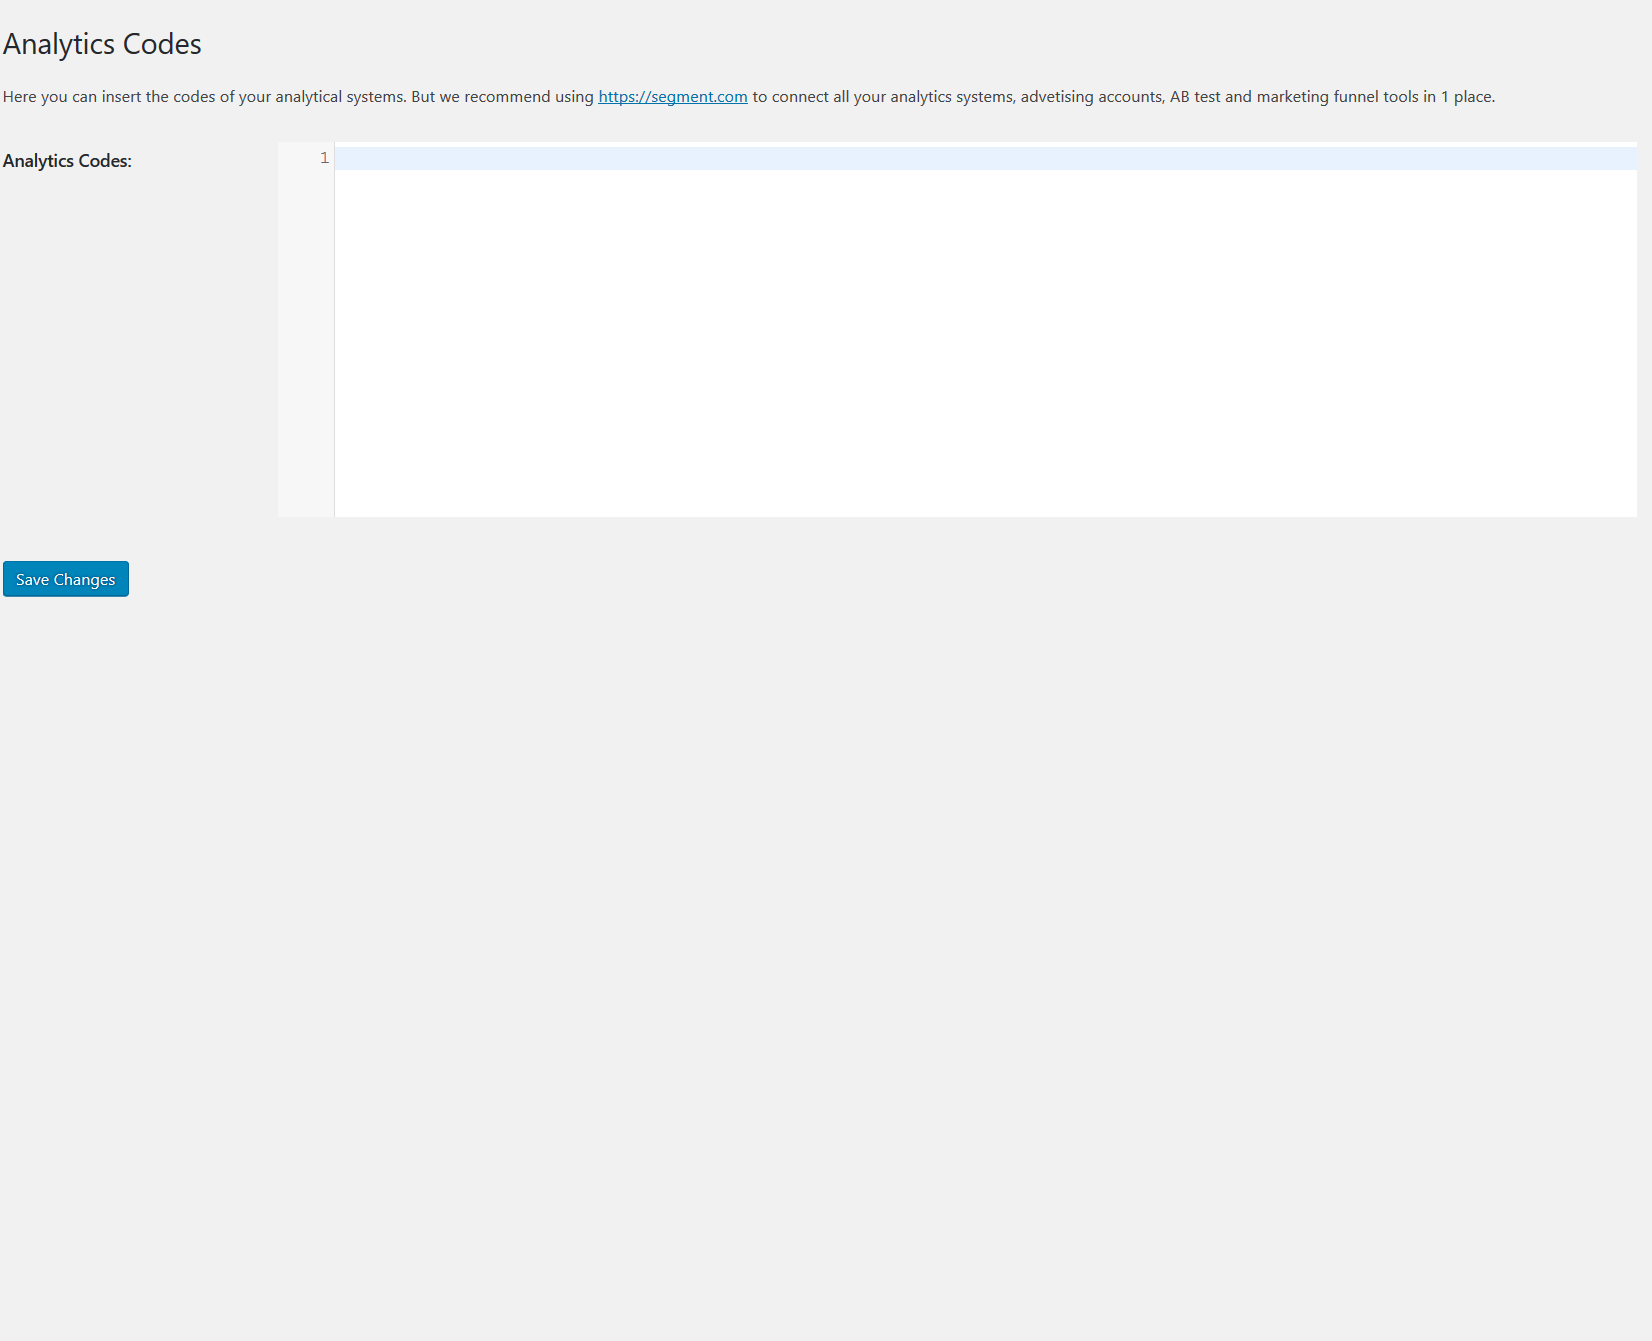 Analytics Codes
Here you can insert the codes of your analytical systems. But we recommend using https://segment.com to connect all your analytics systems, advetising accounts, AB test and marketing funnel tools in 1 place.
Analytics Codes:
1
Save Changes